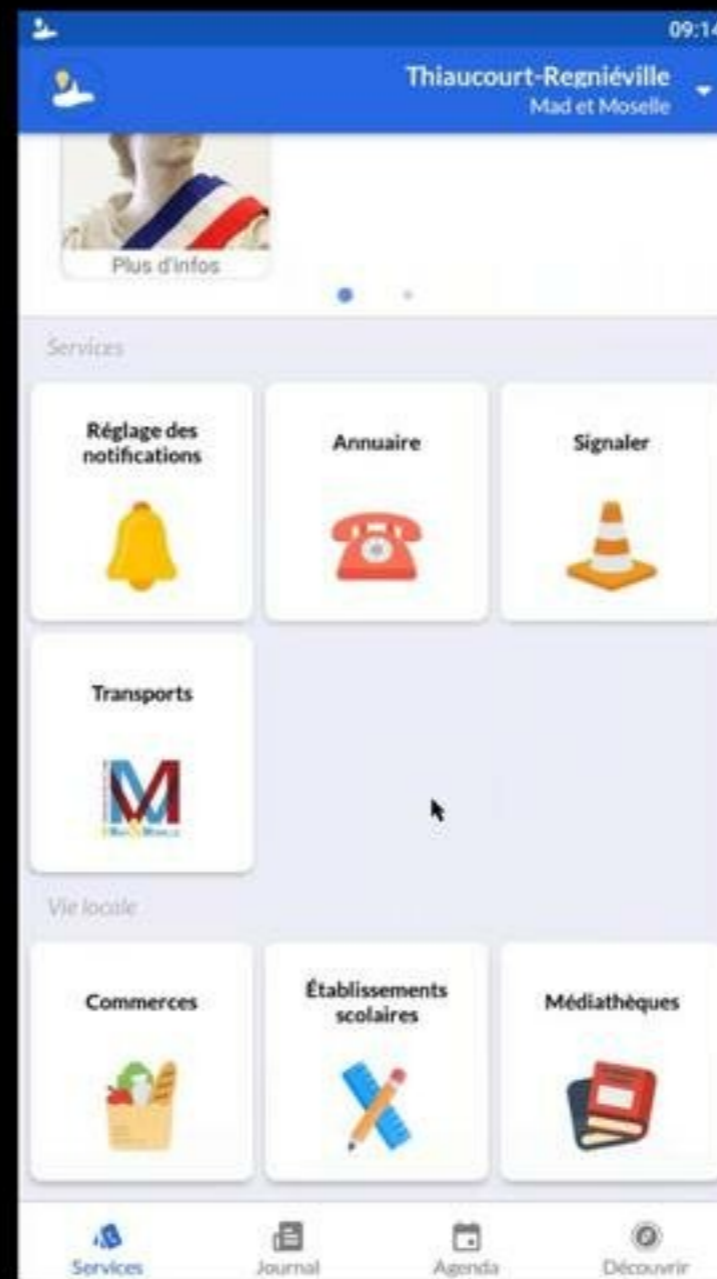 09:14
Thiaucourt-Regniéville
Mad et Moselle
Plus d'infos
Services
Réglage des
notifications
Annuaire
Signaler
Transports
Vie locale
Commerces
Établissements
scolaires
Médiathèques
Services
Journal
Agenda
Découvrir